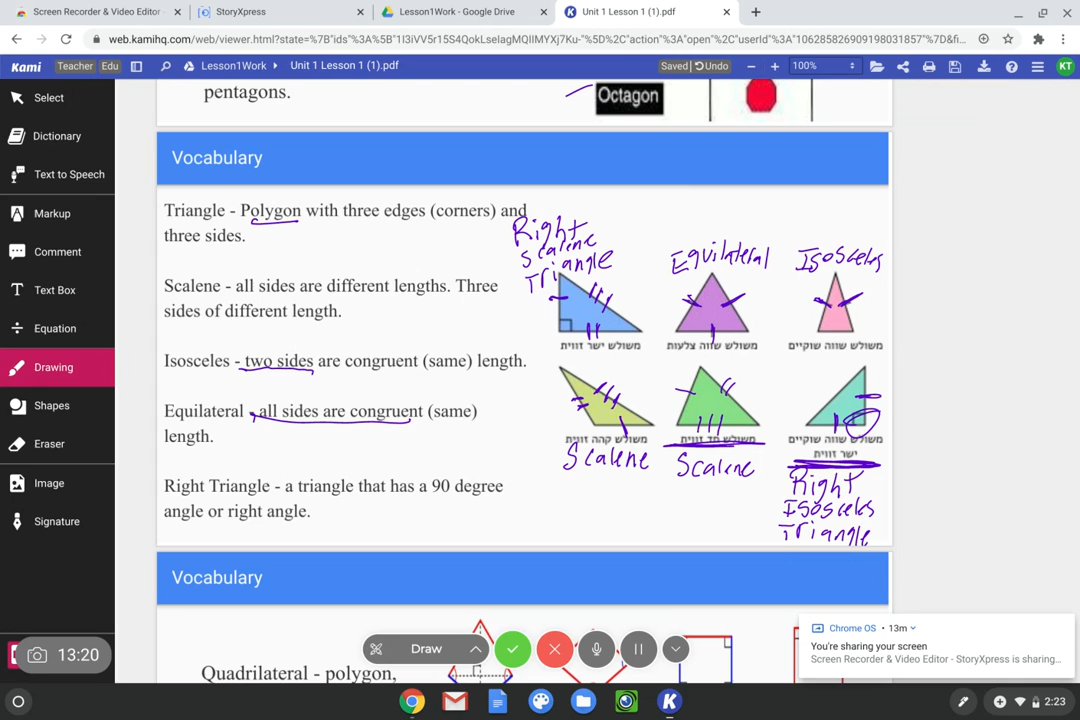 Screen Recorder & Video Editor -
StoryXpress
Lesson1Work - Google Drive
Unit 1 Lesson 1 (1).pdf
Kami
Teacher
Edu
Lesson1Work
Unit 1 Lesson 1 (1).pdf
Saved
Undo
100%
KT
Select
Dictionary
Text to Speech
Markup
Comment
Text Box
Equation
Drawing
Shapes
Eraser
Image
Signature
pentagons.
Octagon
Vocabulary
Triangle - Polygon with three edges (corners) and
three sides.
Scalene - all sides are different lengths. Three
sides of different length.
Isosceles - two sides are congruent (same) length.
Equilateral - all sides are congruent (same)
length.
Right Triangle - a triangle that has a 90 degree
angle or right angle.
Right
Scalene
Triangle
Equilateral
Isosceles
משולש ישר זווית
משולש שווה צלעות
משולש שווה שוקיים
משולש קהה זווית
משולש חד זווית
משולש שווה שוקיים
ישר זווית
Scalene
Scalene
Right
Isosceles
Triangle
Vocabulary
Quadrilateral - polygon,
13:20
Draw
Chrome OS • 13m
You're sharing your screen
Screen Recorder & Video Editor - StoryXpress is sharing...
2:23